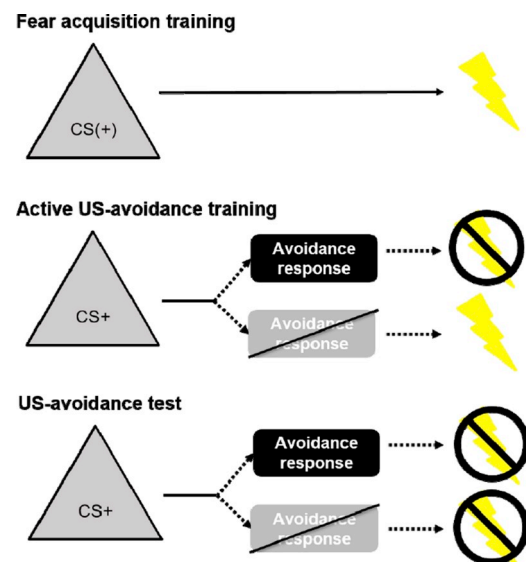 Fear acquisition training
CS(+)
Active US-avoidance training
Avoidance
response
CS+
Avoidance
response
US-avoidance test
Avoidance
response
CS+
Avoidance
response